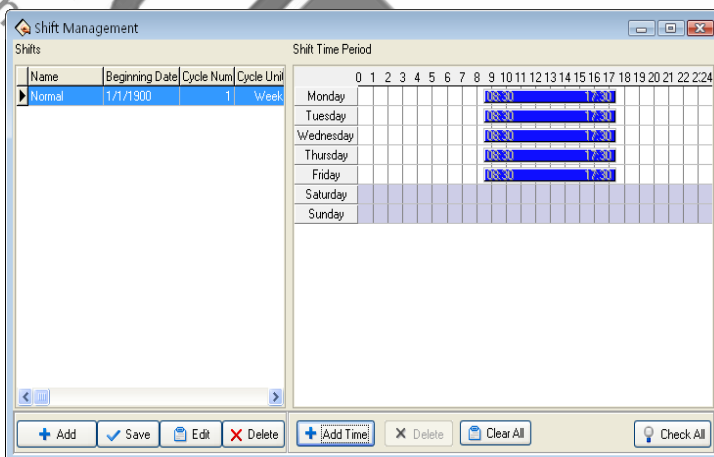 Shift Management
Shifts
Shift Time Period
Name Beginning Date Cycle Num Cycle Unit
Normal 1/1/1900 1 Week
0 1 2 3 4 5 6 7 8 9 10 11 12 13 14 15 16 17 18 19 20 21 22 2:24
Monday 08:30 17:30
Tuesday 08:30 17:30
Wednesday 08:30 17:30
Thursday 08:30 17:30
Friday 08:30 17:30
Saturday
Sunday
Add Save Edit Delete Add Time Delete Clear All Check All